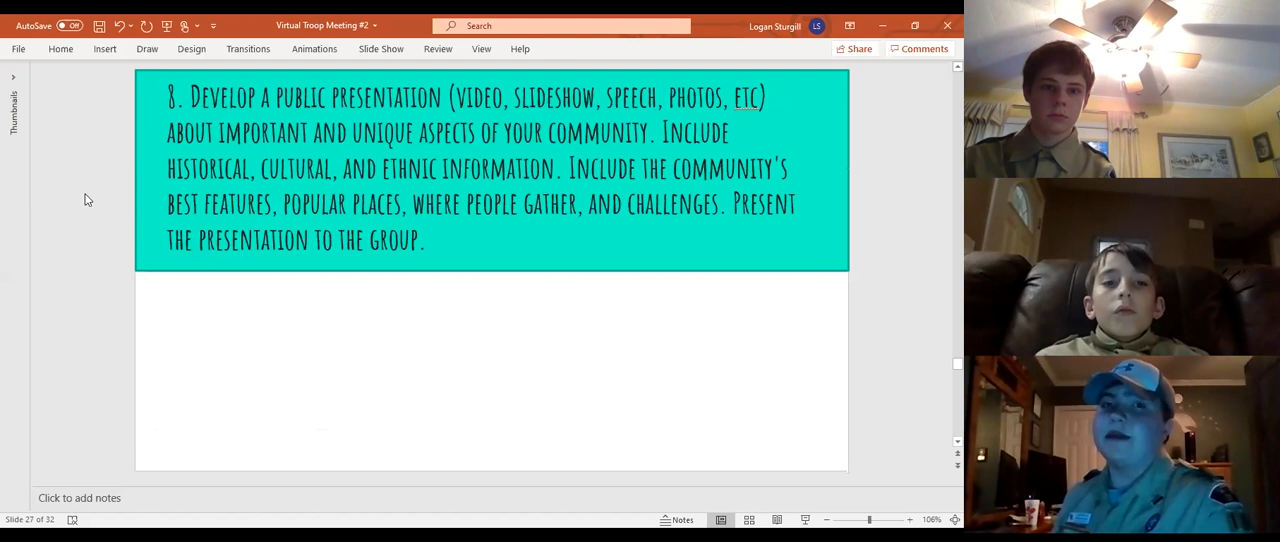 AutoSave Off
Virtual Troop Meeting #2
Search
Logan Sturgill LS
File Home Insert Draw Design Transitions Animations Slide Show Review View Help
Share Comments
Thumbnails
8. DEVELOP A PUBLIC PRESENTATION (VIDEO, SLIDESHOW, SPEECH, PHOTOS, ETC)
ABOUT IMPORTANT AND UNIQUE ASPECTS OF YOUR COMMUNITY. INCLUDE
HISTORICAL, CULTURAL, AND ETHNIC INFORMATION. INCLUDE THE COMMUNITY'S
BEST FEATURES, POPULAR PLACES, WHERE PEOPLE GATHER, AND CHALLENGES. PRESENT
THE PRESENTATION TO THE GROUP.
Click to add notes
Slide 27 of 32
Notes
106%